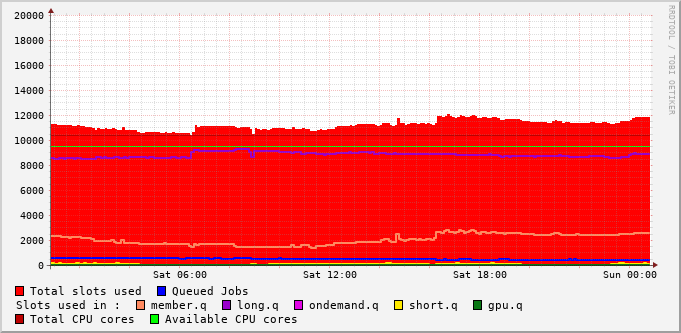 20000
18000
16000
14000
12000
10000
8000
6000
4000
2000
0
Sat 06:00 Sat 12:00 Sat 18:00 Sun 00:00
RRDTOOL / TOBI OETIKER
Total slots used Queued Jobs
Slots used in : member.q long.q ondemand.q short.q gpu.q
Total CPU cores Available CPU cores